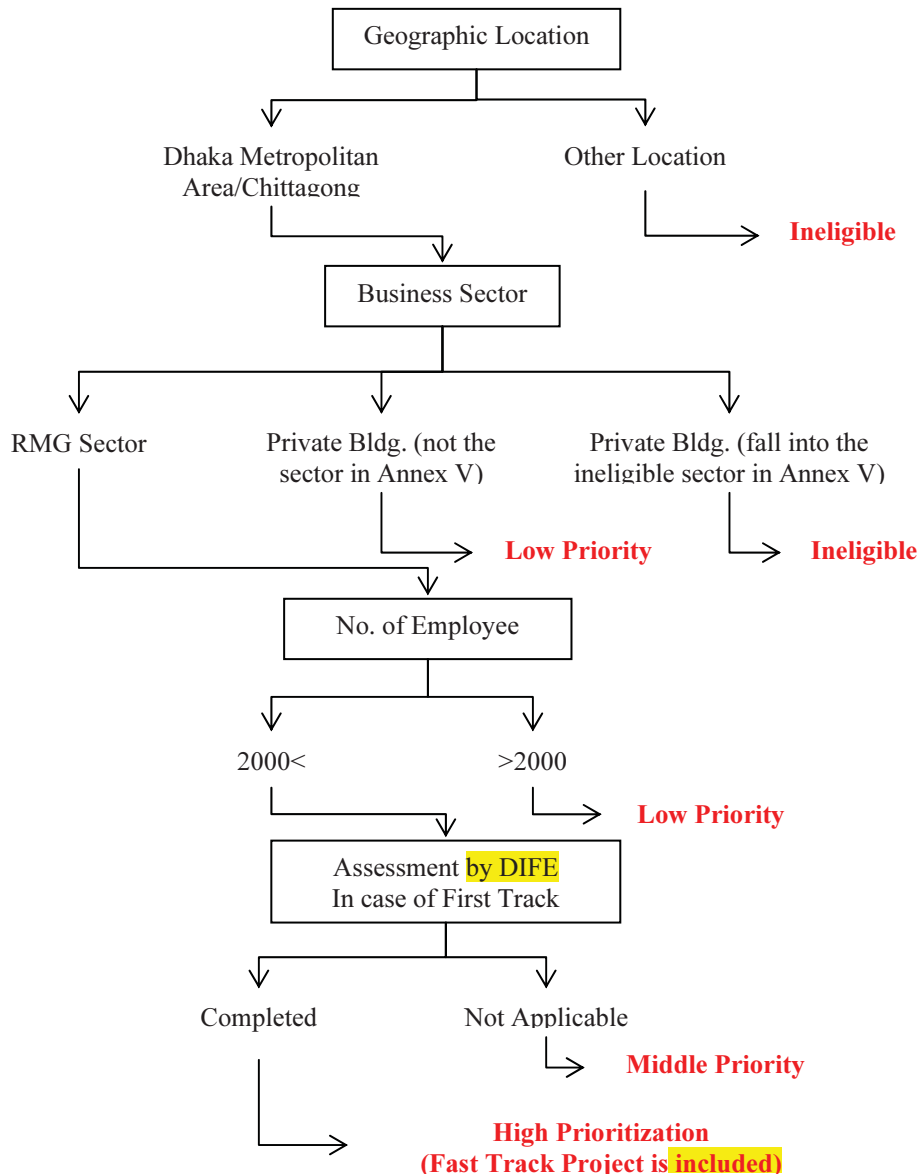 Geographic Location
Dhaka Metropolitan
Area/Chittagong
Other Location
Ineligible
Business Sector
RMG Sector
Private Bldg. (not the
sector in Annex V)
Private Bldg. (fall into the
ineligible sector in Annex V)
Low Priority
Ineligible
No. of Employee
2000<
>2000
Low Priority
Assessment by DIFE
In case of First Track
Completed
Not Applicable
Middle Priority
High Prioritization
(Fast Track Project is included)